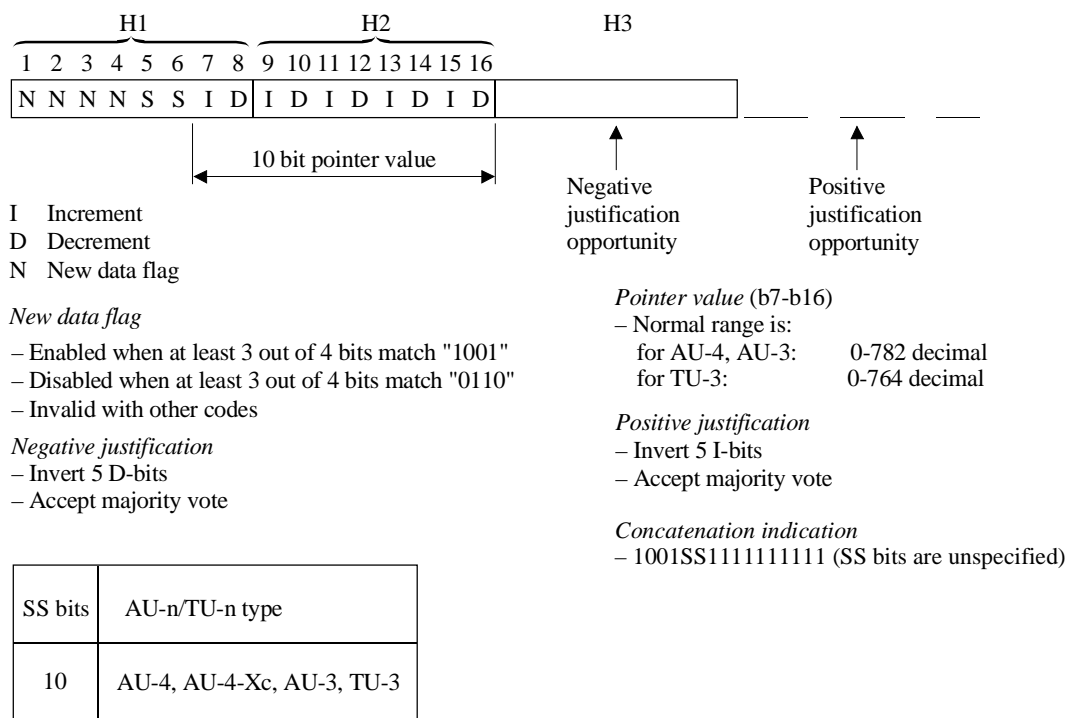 H1 H2 H3
1 2 3 4 5 6 7 8 9 10 11 12 13 14 15 16
N N N N S S I D I D I D I D I D
10 bit pointer value
Negative
justification
opportunity
Positive
justification
opportunity
I Increment
D Decrement
N New data flag
New data flag
– Enabled when at least 3 out of 4 bits match "1001"
– Disabled when at least 3 out of 4 bits match "0110"
– Invalid with other codes
Negative justification
– Invert 5 D-bits
– Accept majority vote
Pointer value (b7-b16)
– Normal range is:
for AU-4, AU-3: 0-782 decimal
for TU-3: 0-764 decimal
Positive justification
– Invert 5 I-bits
– Accept majority vote
Concatenation indication
– 1001SS1111111111 (SS bits are unspecified)
SS bits AU-n/TU-n type
10 AU-4, AU-4-Xc, AU-3, TU-3